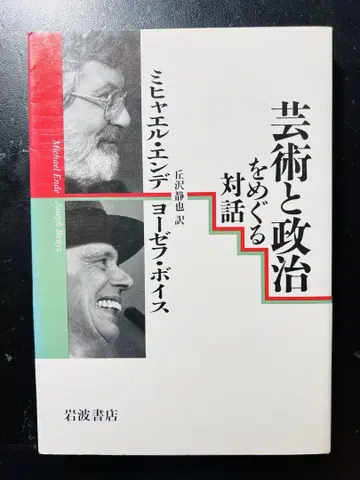 芸術と政治
をめぐる
対話
ミヒャエル・エンデ
ヨーゼフ・ボイス
丘沢静也 訳
Michael Ende
Joseph Beuys
岩波書店